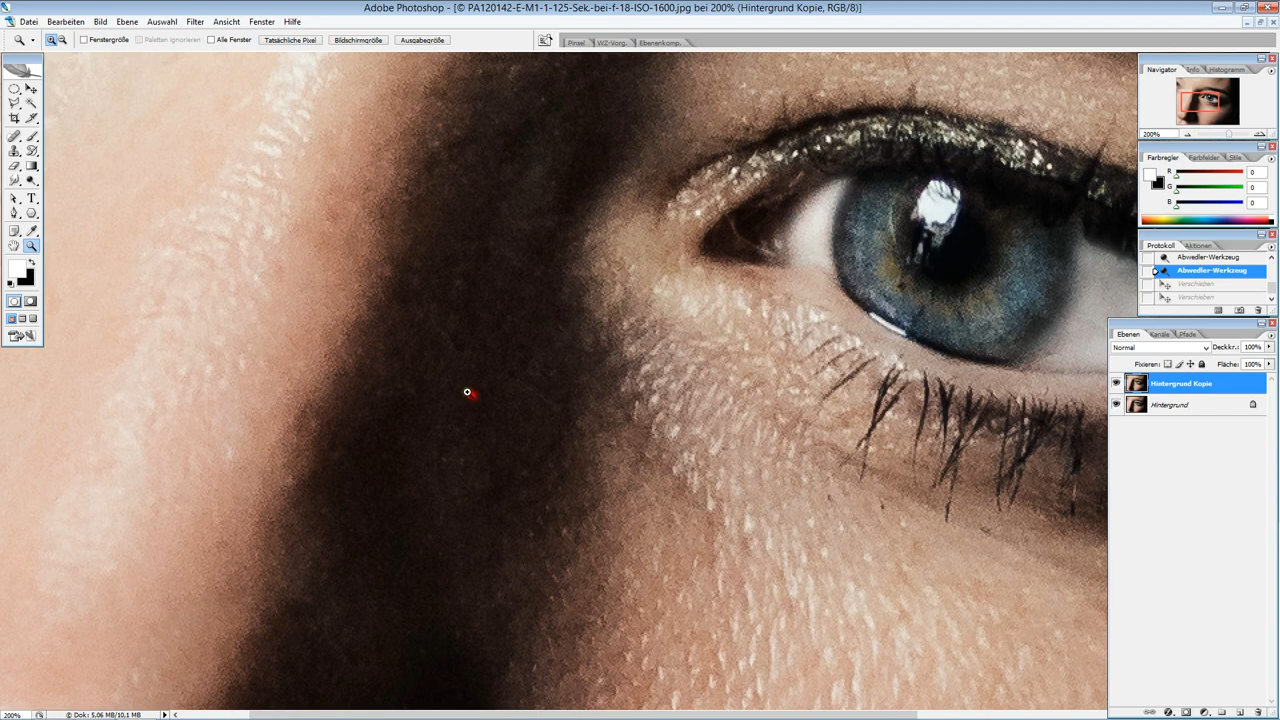 Adobe Photoshop - [© PA120142-E-M1-1-125-Sek.-bei-f-18-ISO-1600.jpg bei 200% (Hintergrund Kopie, RGB/8)]
Datei Bearbeiten Bild Ebene Auswahl Filter Ansicht Fenster Hilfe
Fenstergröße Paletten ignorieren Alle Fenster Tatsächliche Pixel Bildschirmgröße Ausgabegröße Pinsel WZ-Vorg. Ebenenkomp.
Navigator Info Histogramm
200%
Farbregler Farbfelder Stile
R 0
G 0
B 0
Protokoll Aktionen
Abwedler-Werkzeug
Abwedler-Werkzeug
Verschieben
Verschieben
Ebenen Kanäle Pfade
Normal Deckkr.: 100%
Fixieren: Fläche: 100%
Hintergrund Kopie
Hintergrund
200% © Dok: 5,06 MB/10,1 MB